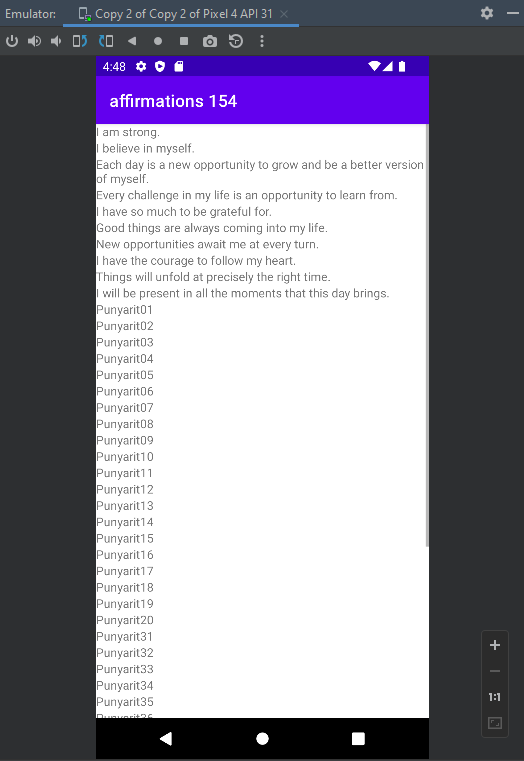 Emulator: Copy 2 of Copy 2 of Pixel 4 API 31
4:48
affirmations 154
I am strong.
I believe in myself.
Each day is a new opportunity to grow and be a better version
of myself.
Every challenge in my life is an opportunity to learn from.
I have so much to be grateful for.
Good things are always coming into my life.
New opportunities await me at every turn.
I have the courage to follow my heart.
Things will unfold at precisely the right time.
I will be present in all the moments that this day brings.
Punyarit01
Punyarit02
Punyarit03
Punyarit04
Punyarit05
Punyarit06
Punyarit07
Punyarit08
Punyarit09
Punyarit10
Punyarit11
Punyarit12
Punyarit13
Punyarit14
Punyarit15
Punyarit16
Punyarit17
Punyarit18
Punyarit19
Punyarit20
Punyarit31
Punyarit32
Punyarit33
Punyarit34
Punyarit35
Punyarit36
1:1